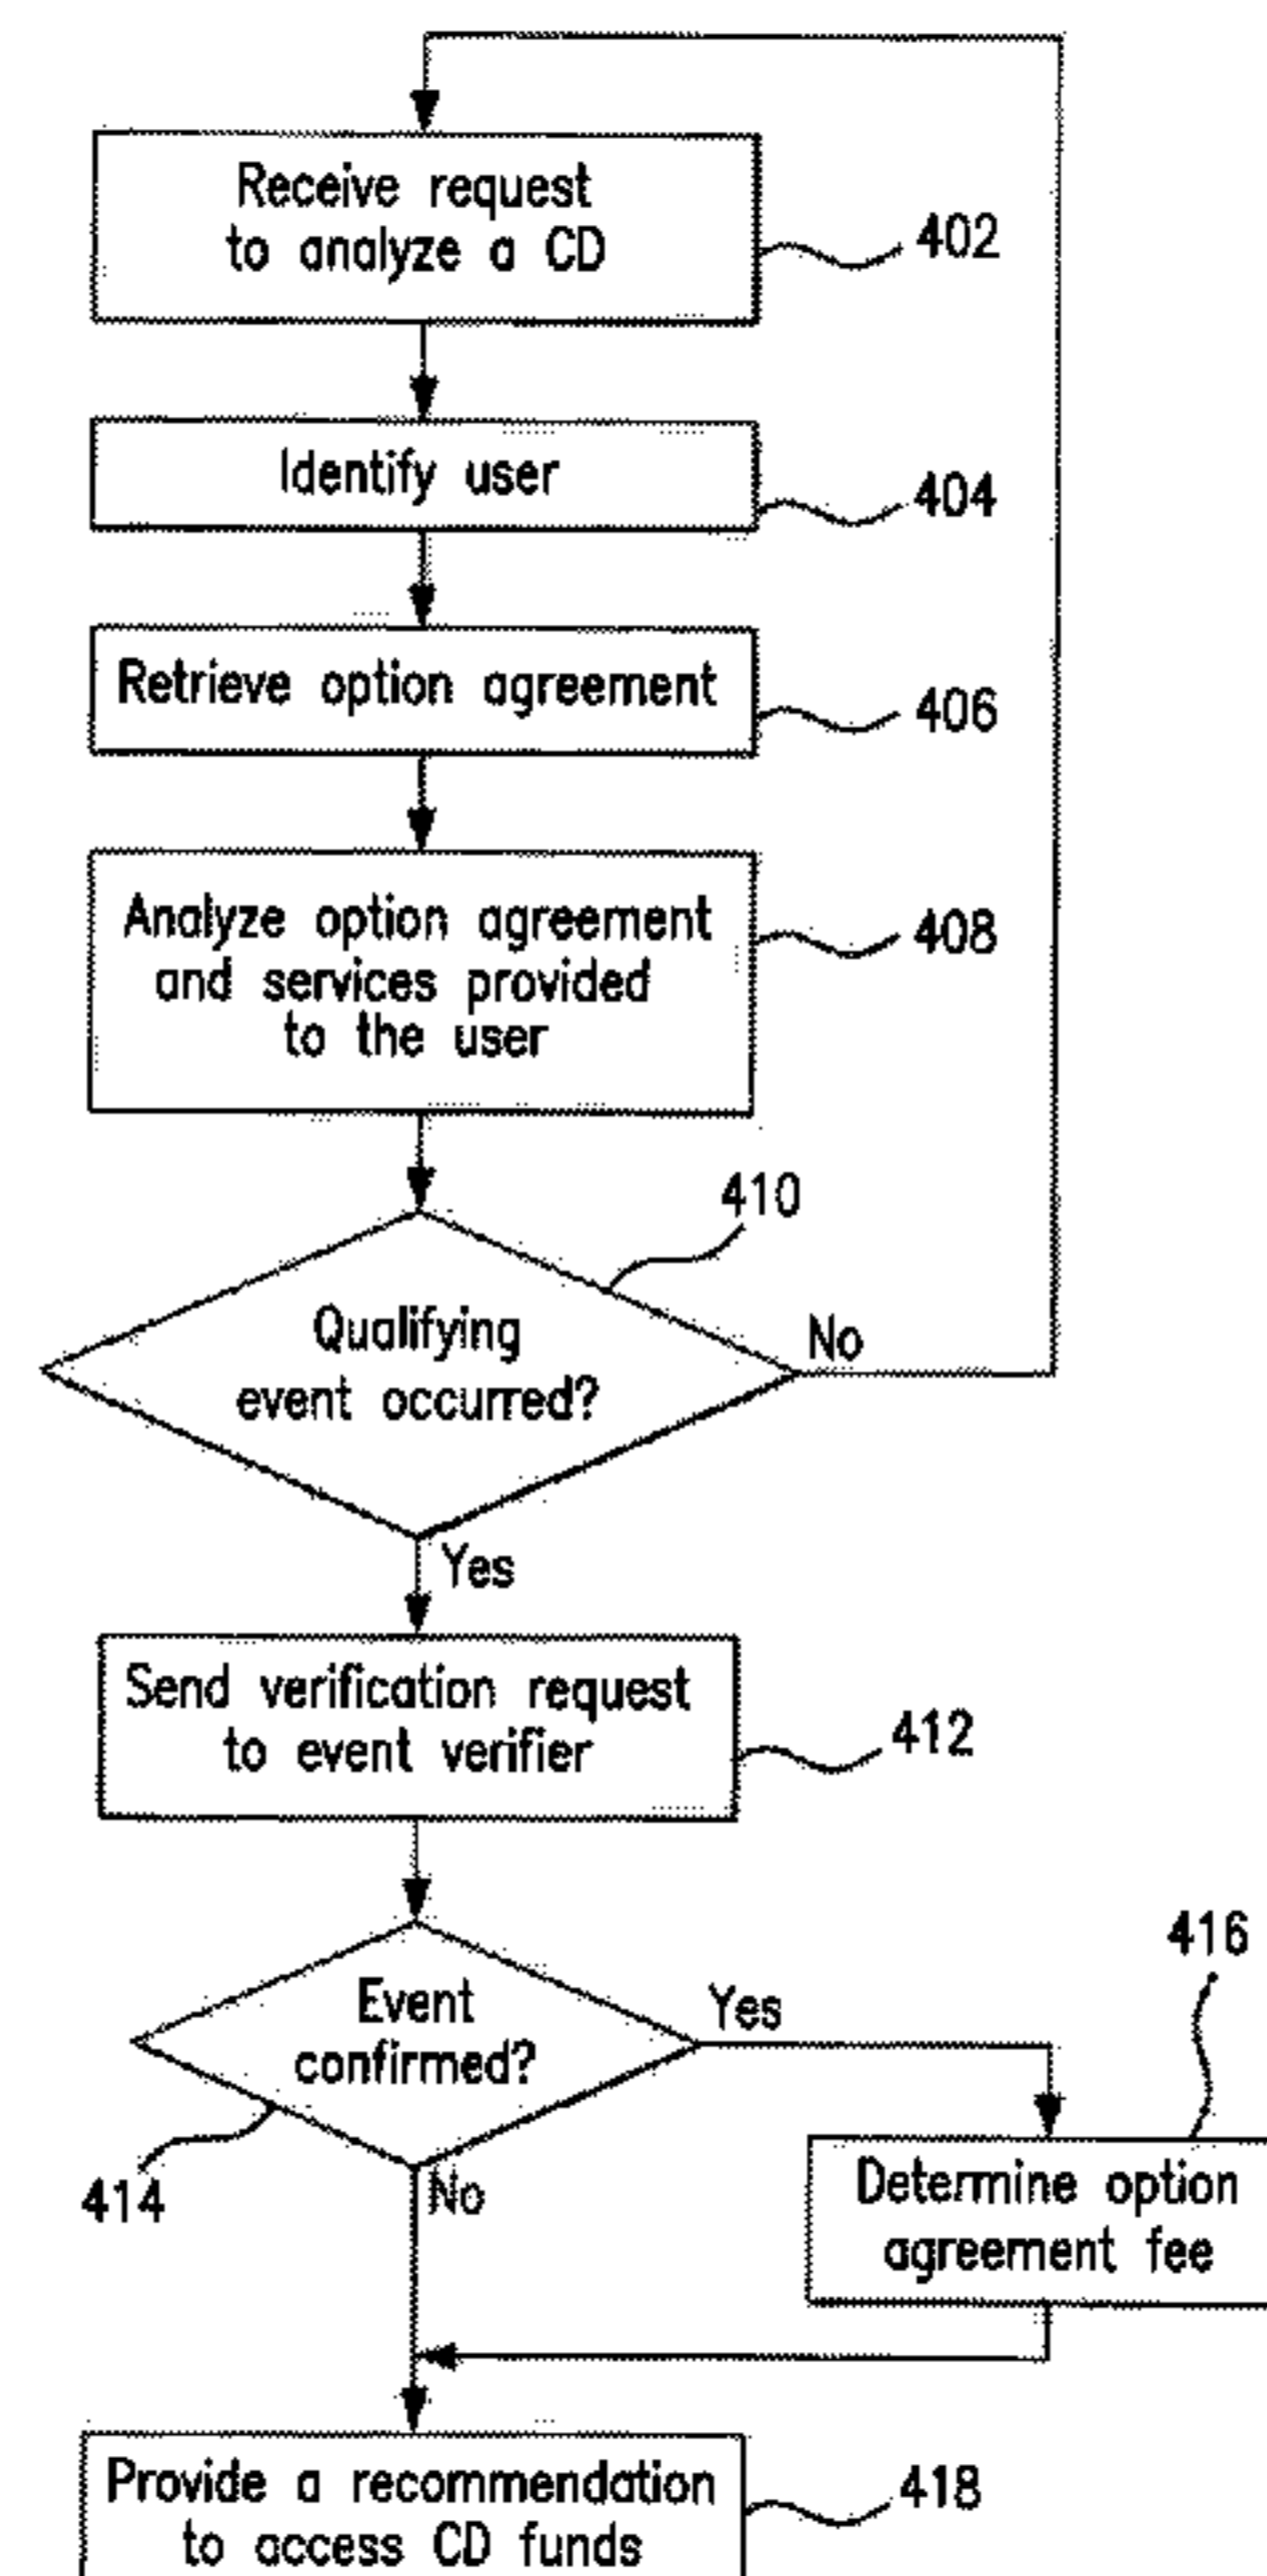 Receive request
to analyze a CD
402
Identify user
404
Retrieve option agreement
406
Analyze option agreement
and services provided
to the user
408
410
Qualifying
event occurred?
No
Yes
Send verification request
to event verifier
412
Event
confirmed?
Yes
416
414
No
Determine option
agreement fee
Provide a recommendation
to access CD funds
418